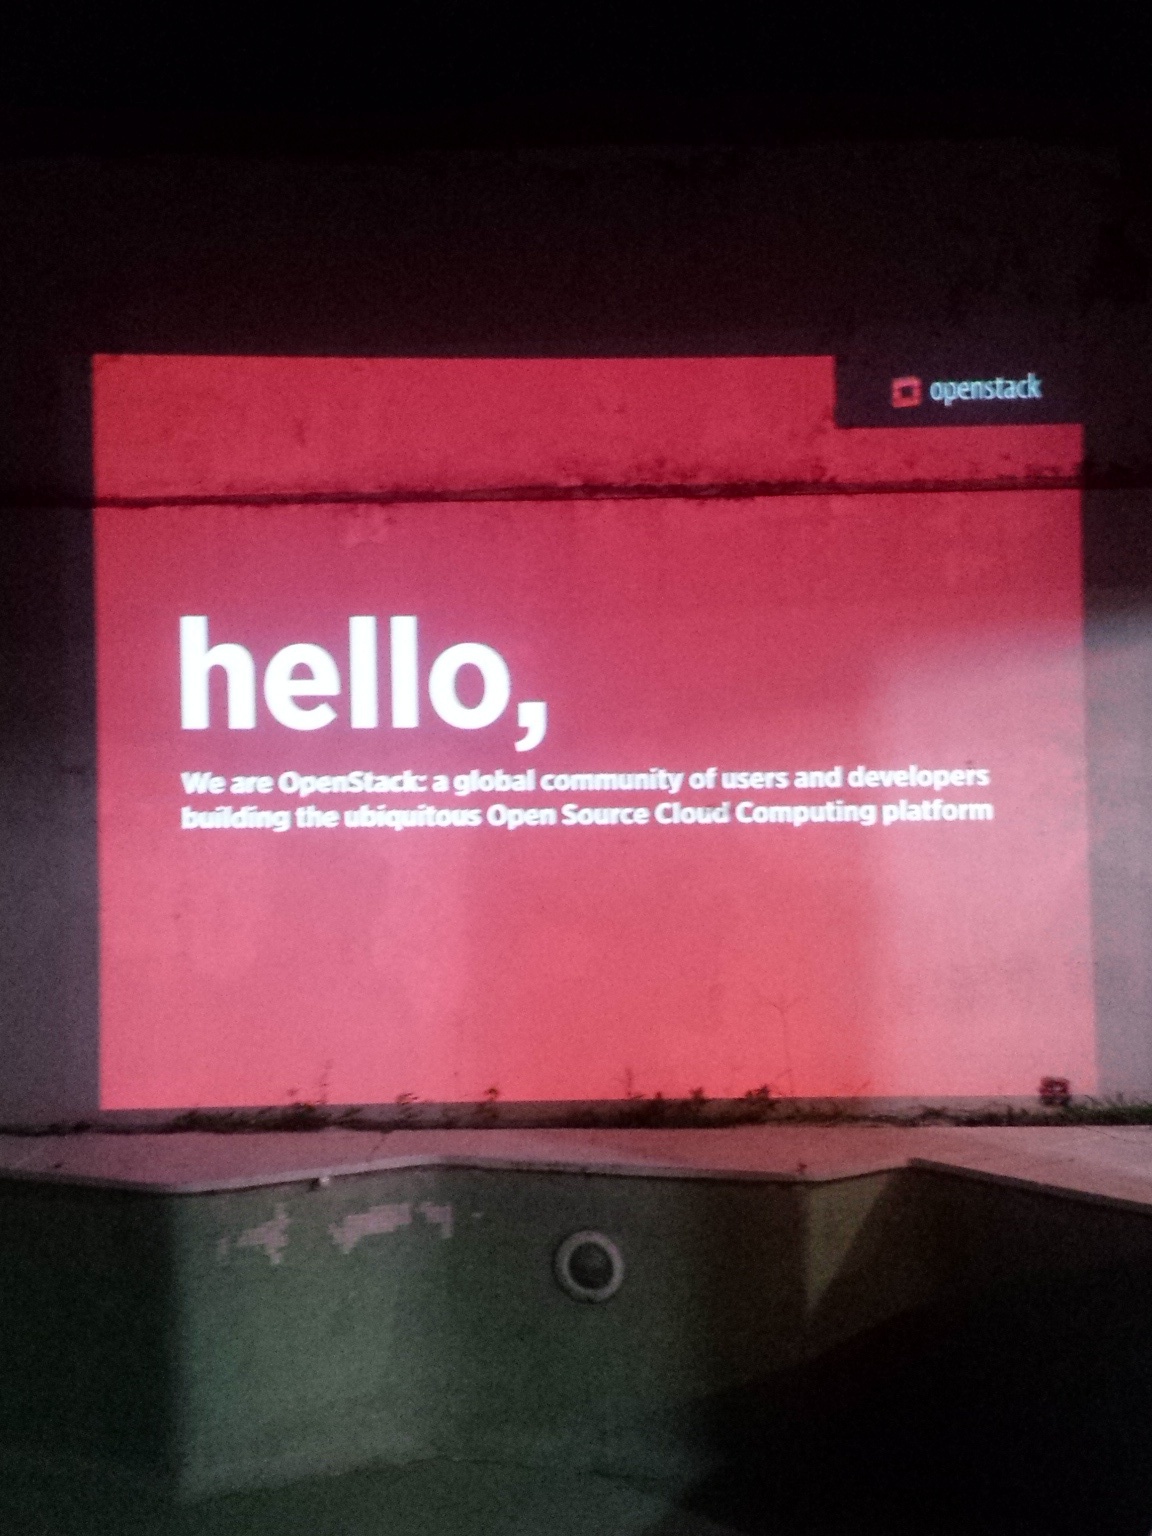 openstack
hello,
We are OpenStack: a global community of users and developers
building the ubiquitous Open Source Cloud Computing platform